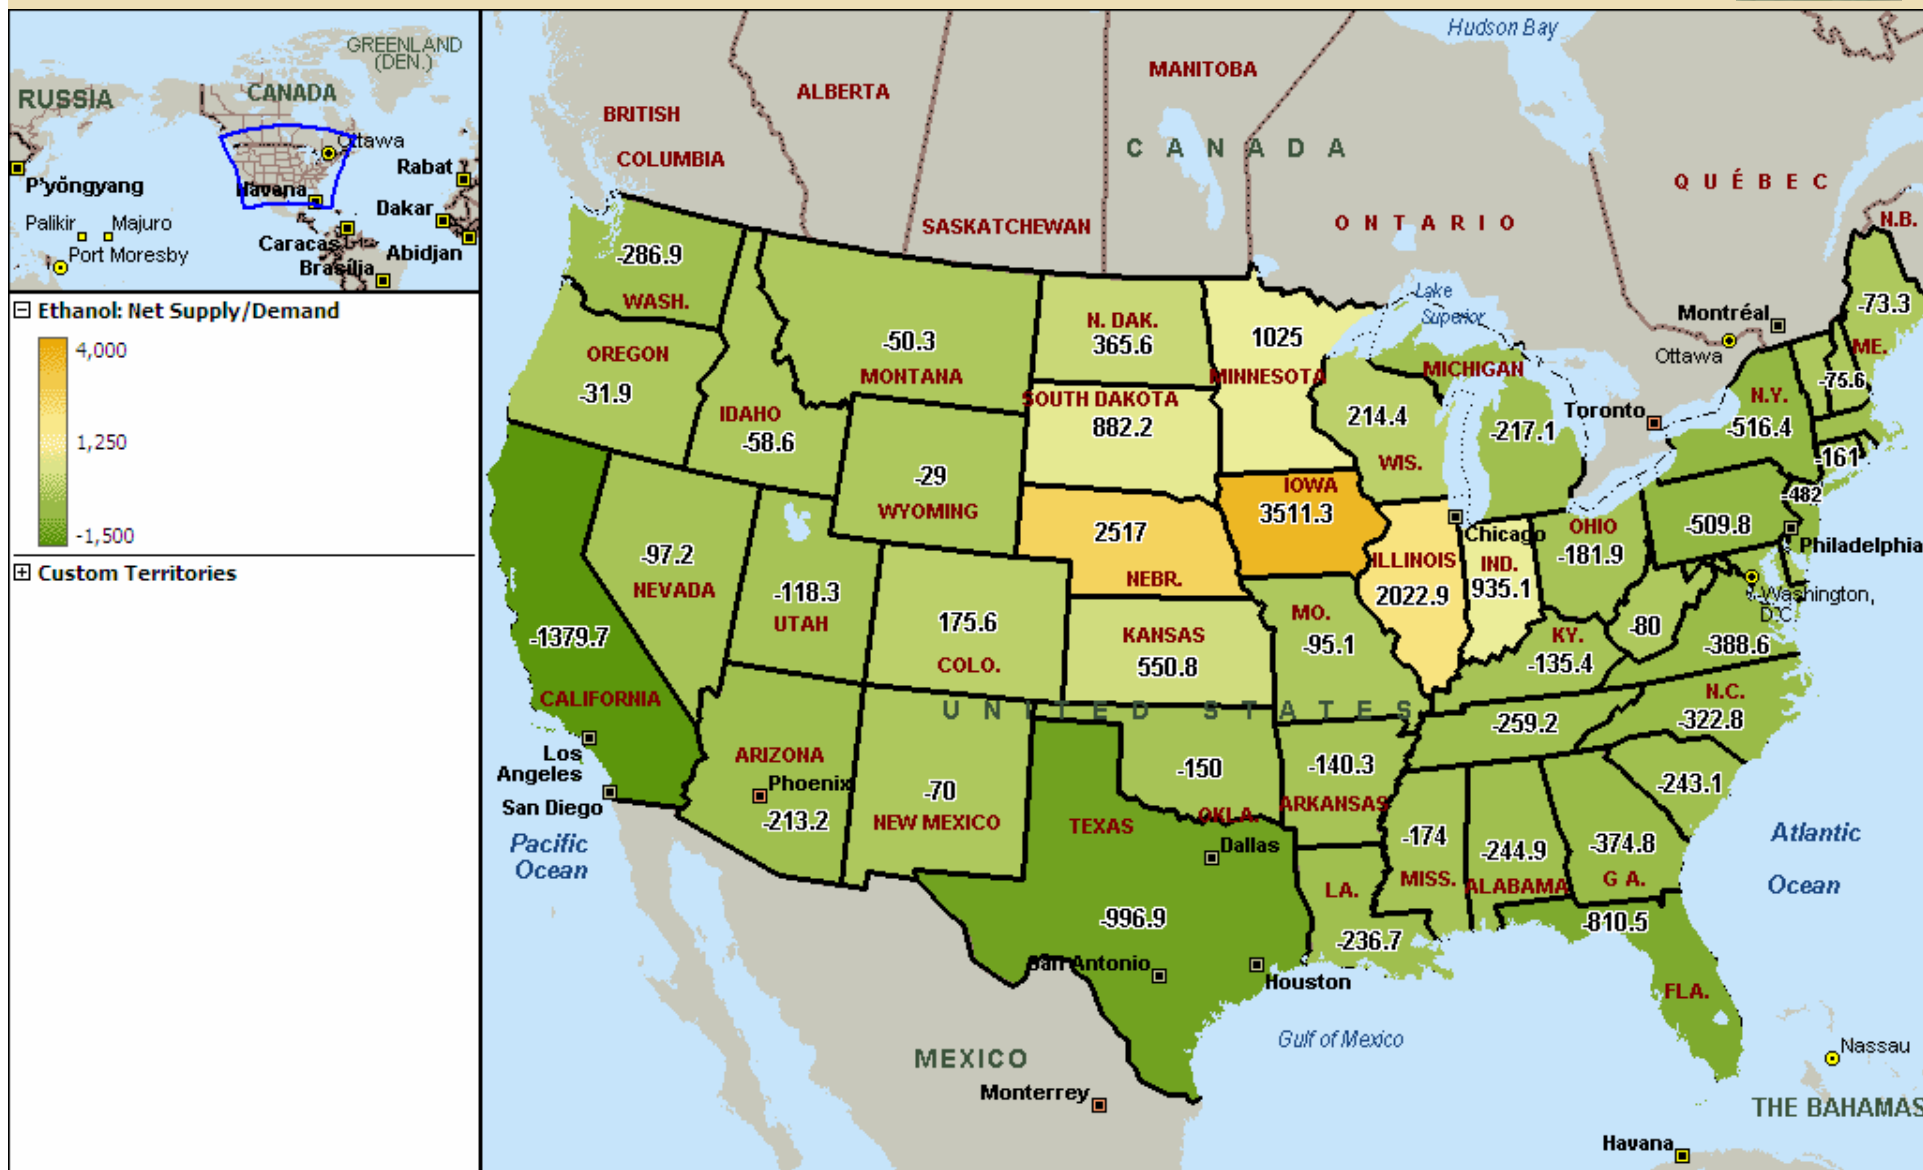 GREENLAND
(DEN.)
RUSSIA
CANADA
Ottawa
Rabat
P'yŏngyang
Havana
Dakar
Palikir
Majuro
Caracas
Abidjan
Port Moresby
Brasília
Ethanol: Net Supply/Demand
4,000
1,250
-1,500
Custom Territories
Hudson Bay
MANITOBA
ALBERTA
BRITISH
COLUMBIA
CANADA
QUÉBEC
ONTARIO
SASKATCHEWAN
N.B.
-286.9
WASH.
Lake
Superior
-73.3
Montréal
N. DAK.
365.6
1025
-50.3
OREGON
Ottawa
ME.
MONTANA
MINNESOTA
MICHIGAN
-75.6
-31.9
SOUTH DAKOTA
N.Y.
IDAHO
Toronto
214.4
-58.6
882.2
-217.1
-516.4
-161
WIS.
-29
IOWA
-482
WYOMING
3511.3
2517
Chicago
OHIO
-509.8
Philadelphia
-97.2
ILLINOIS
IND.
-181.9
NEVADA
-118.3
NEBR.
2022.9
935.1
Washington,
D.C.
UTAH
175.6
KANSAS
MO.
-80
-1379.7
KY.
-95.1
-388.6
COLO.
550.8
-135.4
CALIFORNIA
N.C.
UNITED STATES
-259.2
-322.8
Los
Angeles
ARIZONA
-150
-140.3
Phoenix
-243.1
San Diego
-70
ARKANSAS
-213.2
NEW MEXICO
TEXAS
OKLA.
Pacific
Ocean
Dallas
-174
-244.9
-374.8
Atlantic
Ocean
LA.
MISS.
ALABAMA
GA.
-996.9
-236.7
-810.5
San Antonio
Houston
FLA.
Gulf of Mexico
MEXICO
Nassau
Monterrey
THE BAHAMAS
Havana